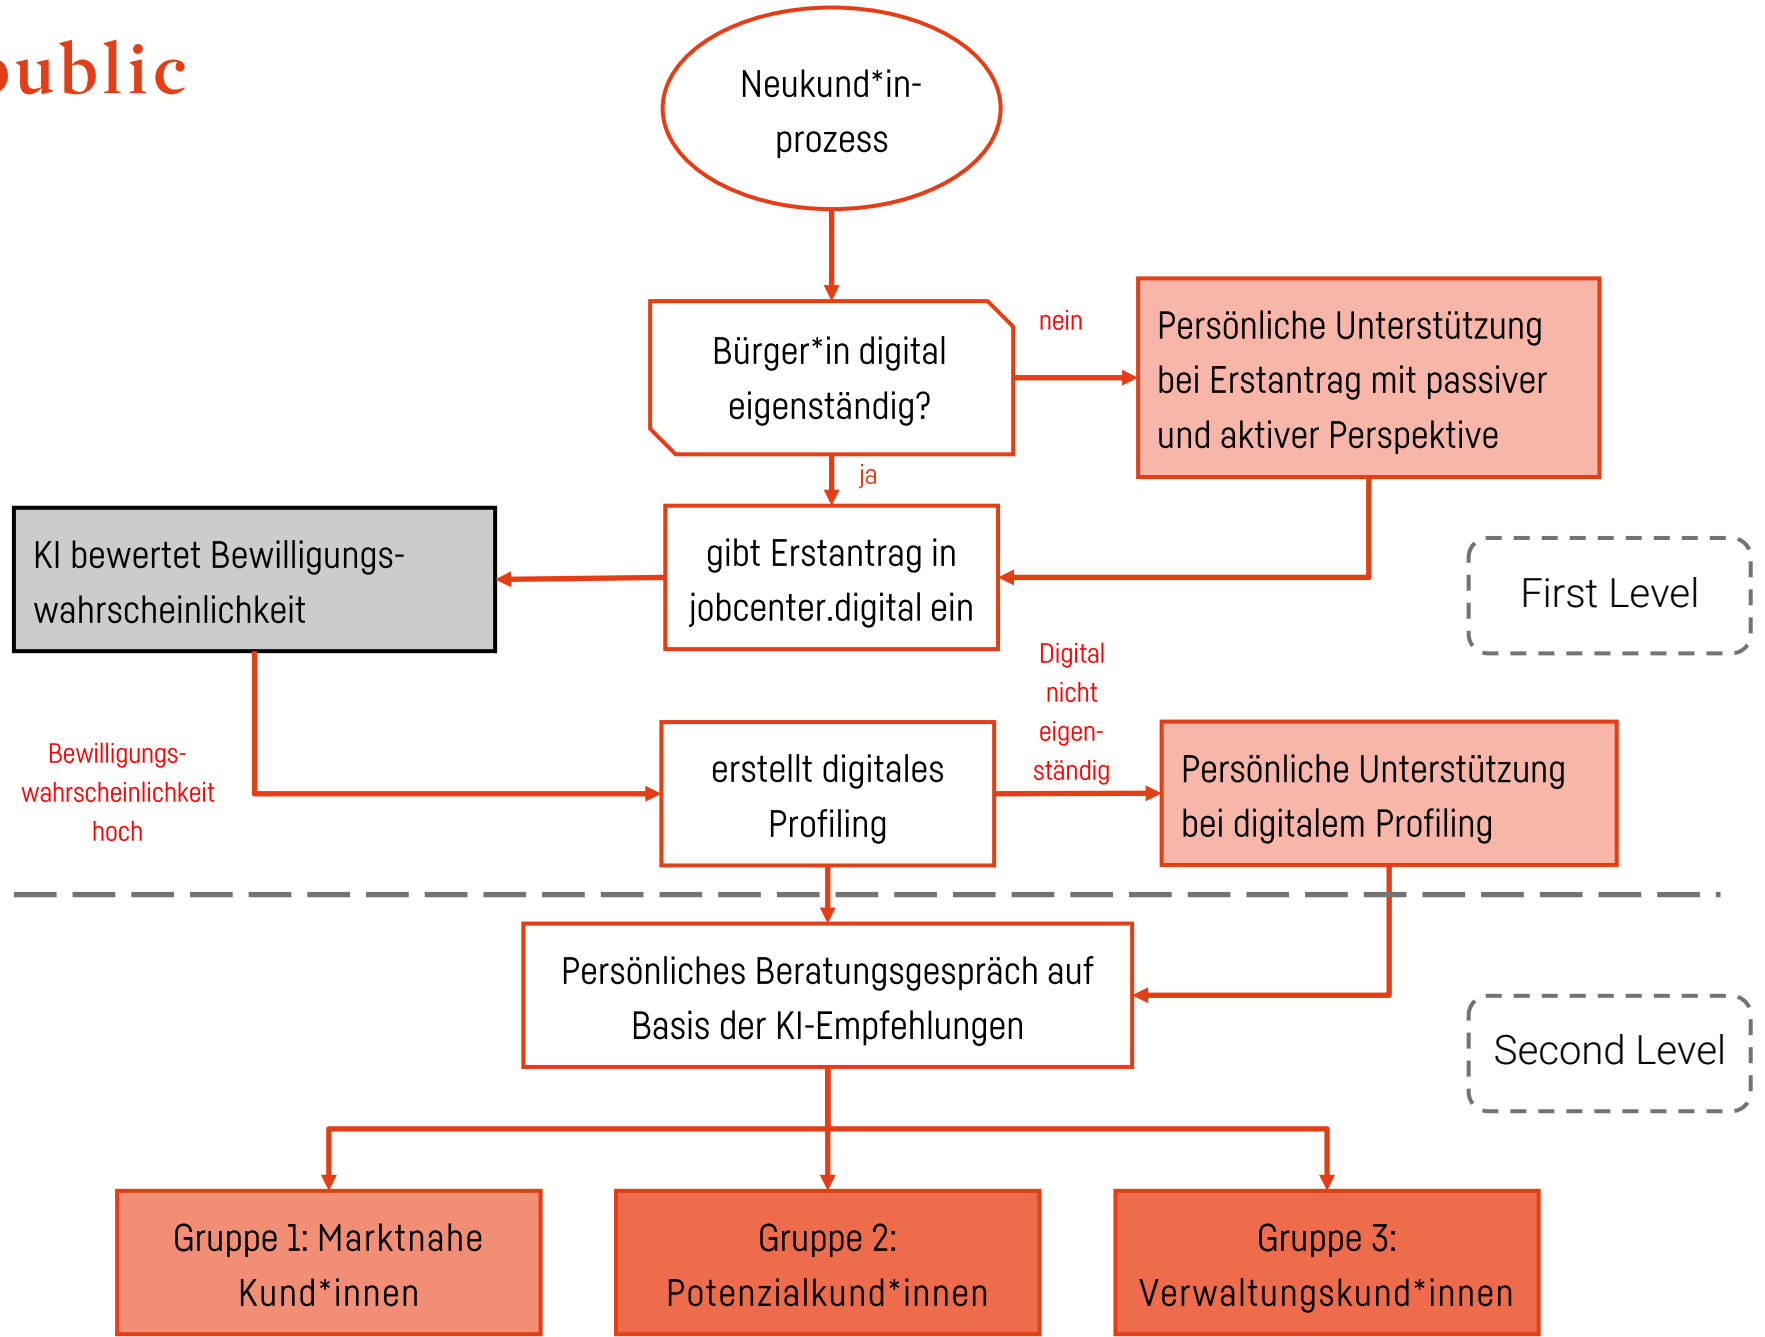 public
Neukund*in-
prozess
Bürger*in digital
eigenständig?
nein
Persönliche Unterstützung
bei Erstantrag mit passiver
und aktiver Perspektive
ja
KI bewertet Bewilligungs-
wahrscheinlichkeit
gibt Erstantrag in
jobcenter.digital ein
First Level
Digital
nicht
eigen-
ständig
Bewilligungs-
wahrscheinlichkeit
hoch
erstellt digitales
Profiling
Persönliche Unterstützung
bei digitalem Profiling
Persönliches Beratungsgespräch auf
Basis der KI-Empfehlungen
Second Level
Gruppe 1: Marktnahe
Kund*innen
Gruppe 2:
Potenzialkund*innen
Gruppe 3:
Verwaltungskund*innen